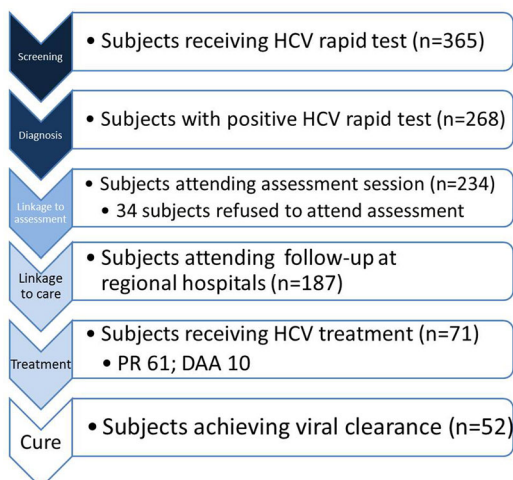 Screening
• Subjects receiving HCV rapid test (n=365)
Diagnosis
• Subjects with positive HCV rapid test (n=268)
Linkage to
assessment
• Subjects attending assessment session (n=234)
• 34 subjects refused to attend assessment
Linkage
to care
• Subjects attending follow-up at
regional hospitals (n=187)
Treatment
• Subjects receiving HCV treatment (n=71)
• PR 61; DAA 10
Cure
• Subjects achieving viral clearance (n=52)